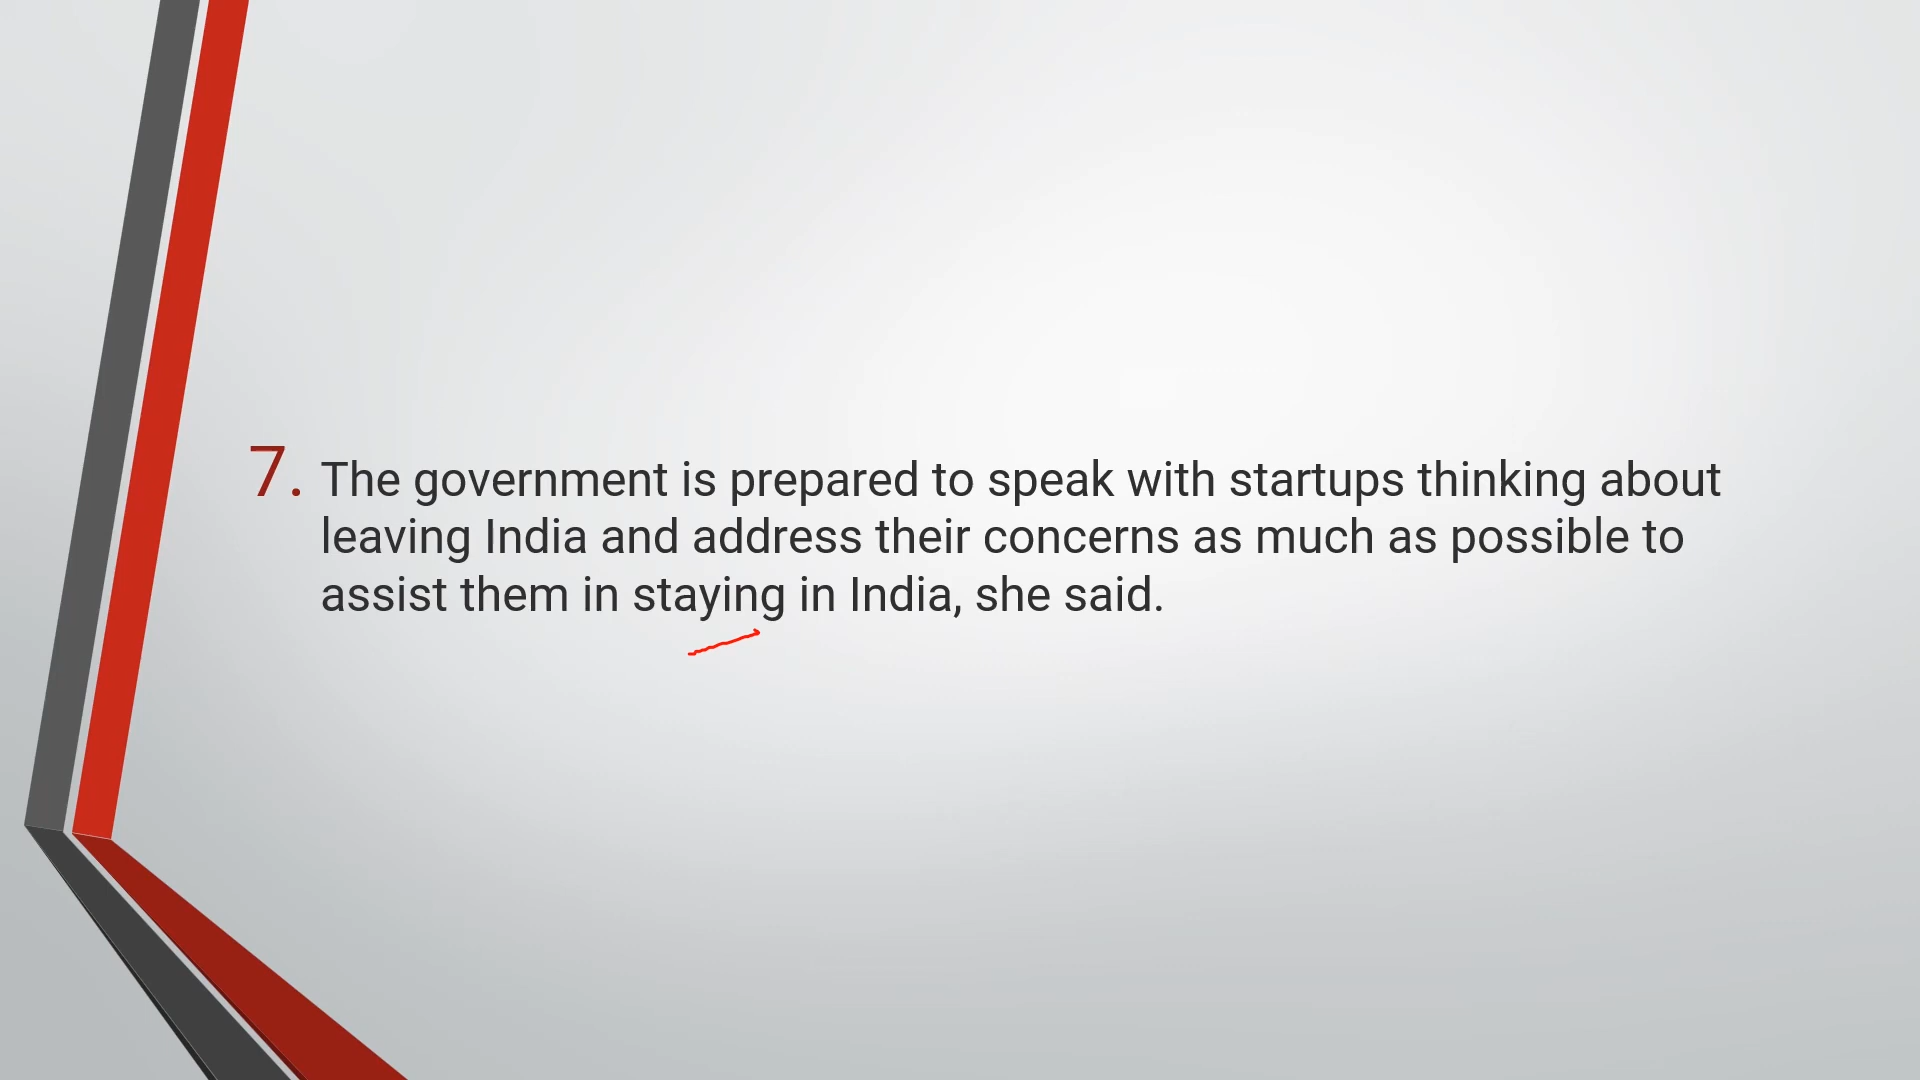 7. The government is prepared to speak with startups thinking about
leaving India and address their concerns as much as possible to
assist them in staying in India, she said.